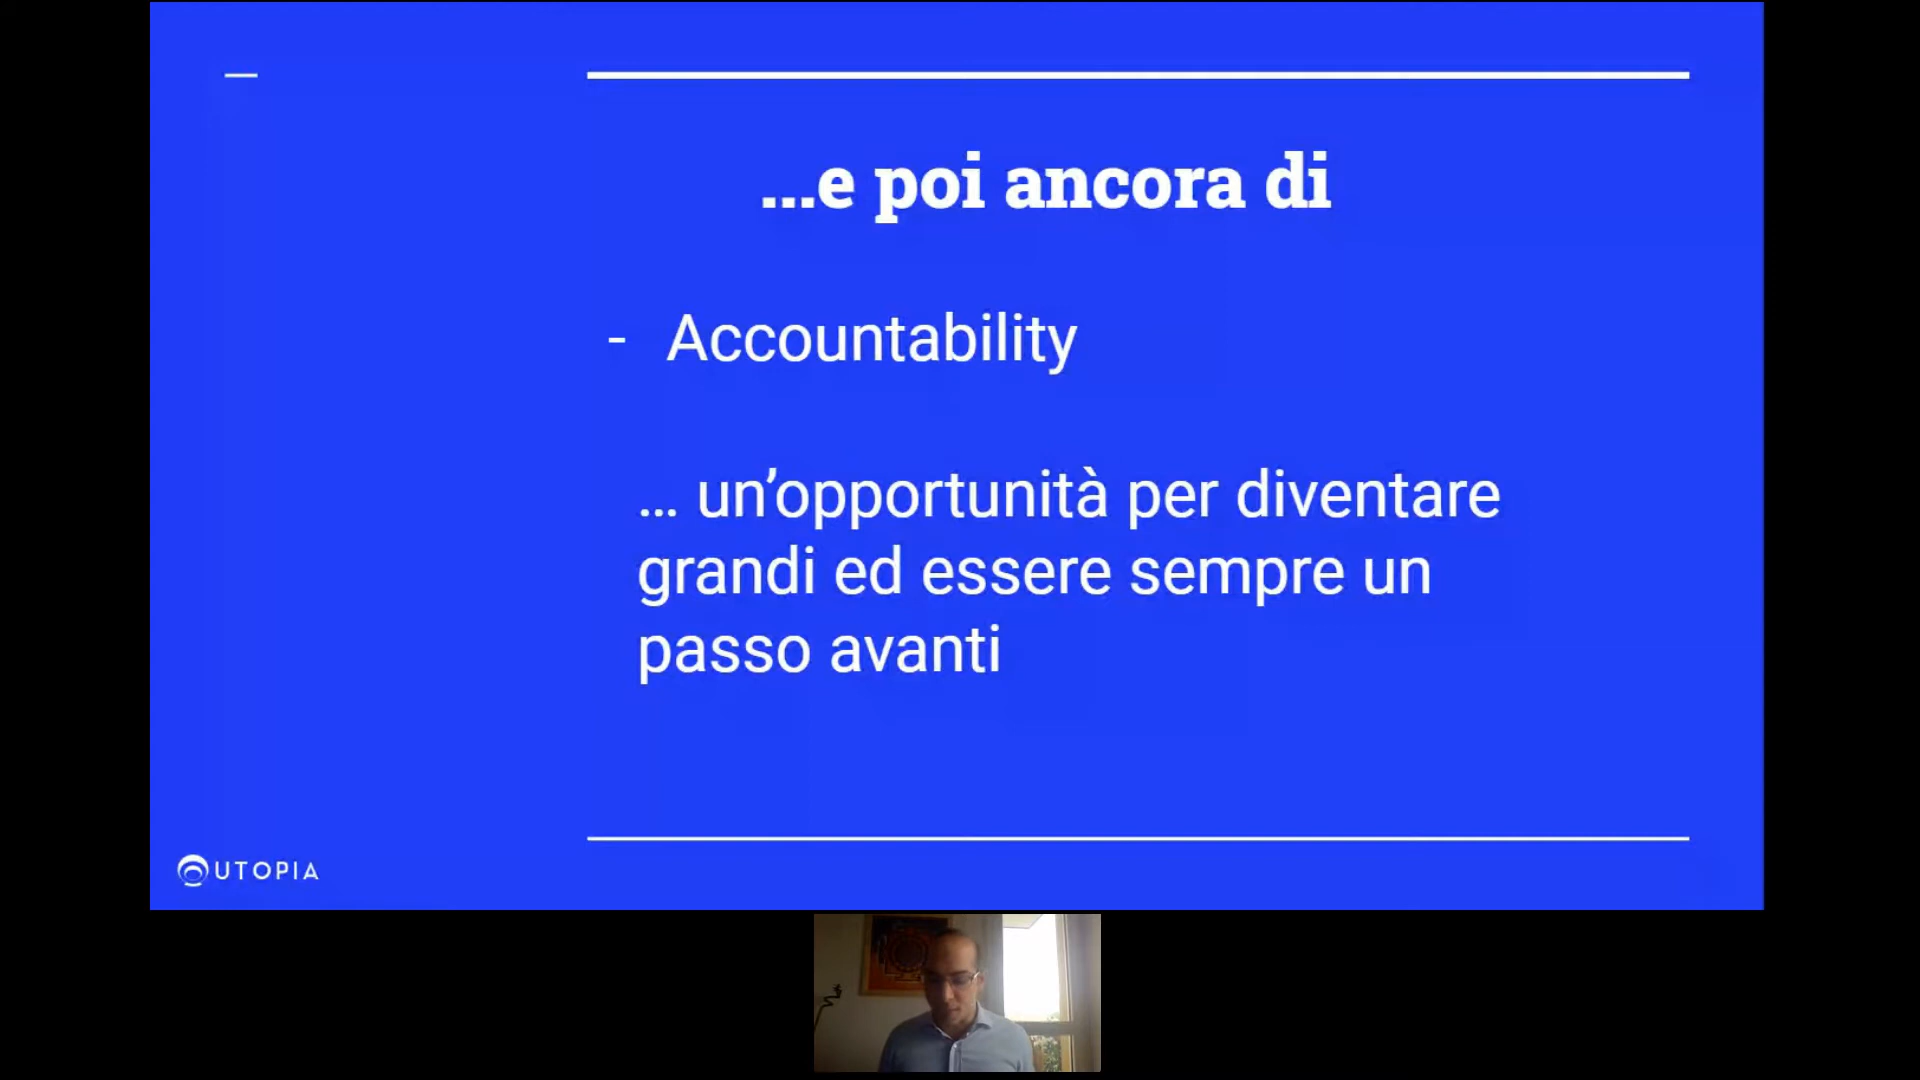 ...e poi ancora di
- Accountability
... un’opportunità per diventare
grandi ed essere sempre un
passo avanti
UTOPIA